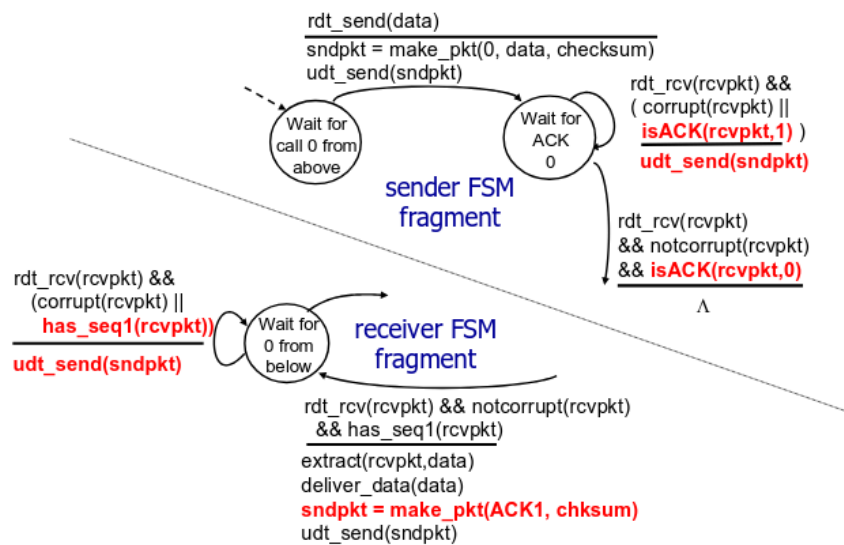 rdt_send(data)
sndpkt = make_pkt(0, data, checksum)
udt_send(sndpkt)
Wait for
call 0 from
above
Wait for
ACK
0
rdt_rcv(rcvpkt) &&
( corrupt(rcvpkt) ||
isACK(rcvpkt,1) )
udt_send(sndpkt)
sender FSM
fragment
rdt_rcv(rcvpkt)
&& notcorrupt(rcvpkt)
&& isACK(rcvpkt,0)
Λ
rdt_rcv(rcvpkt) &&
(corrupt(rcvpkt) ||
has_seq1(rcvpkt))
udt_send(sndpkt)
Wait for
0 from
below
receiver FSM
fragment
rdt_rcv(rcvpkt) && notcorrupt(rcvpkt)
&& has_seq1(rcvpkt)
extract(rcvpkt,data)
deliver_data(data)
sndpkt = make_pkt(ACK1, chksum)
udt_send(sndpkt)